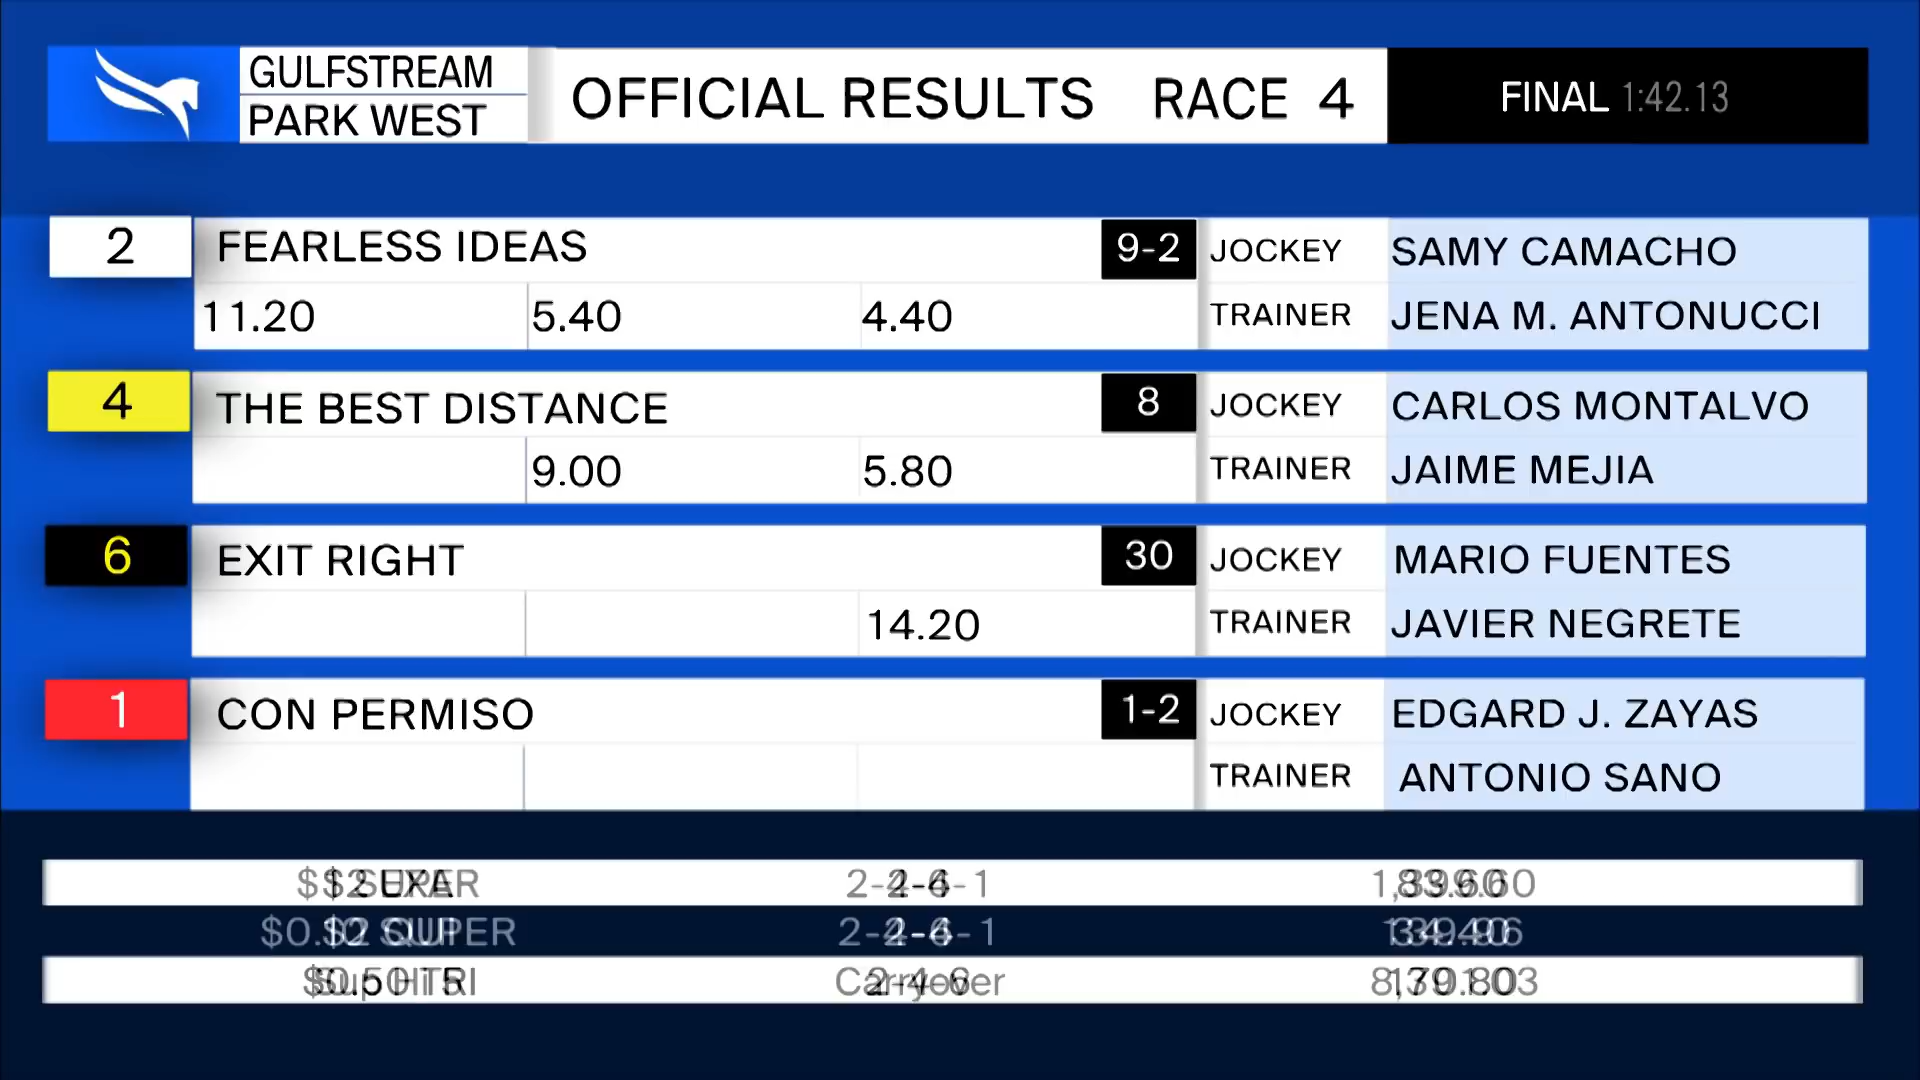 GULFSTREAM
PARK WEST
OFFICIAL RESULTS RACE 4
FINAL 1:42.13
2 FEARLESS IDEAS 9-2 JOCKEY SAMY CAMACHO
11.20 5.40 4.40 TRAINER JENA M. ANTONUCCI
4 THE BEST DISTANCE 8 JOCKEY CARLOS MONTALVO
9.00 5.80 TRAINER JAIME MEJIA
6 EXIT RIGHT 30 JOCKEY MARIO FUENTES
14.20 TRAINER JAVIER NEGRETE
1 CON PERMISO 1-2 JOCKEY EDGARD J. ZAYAS
TRAINER ANTONIO SANO
Carryover